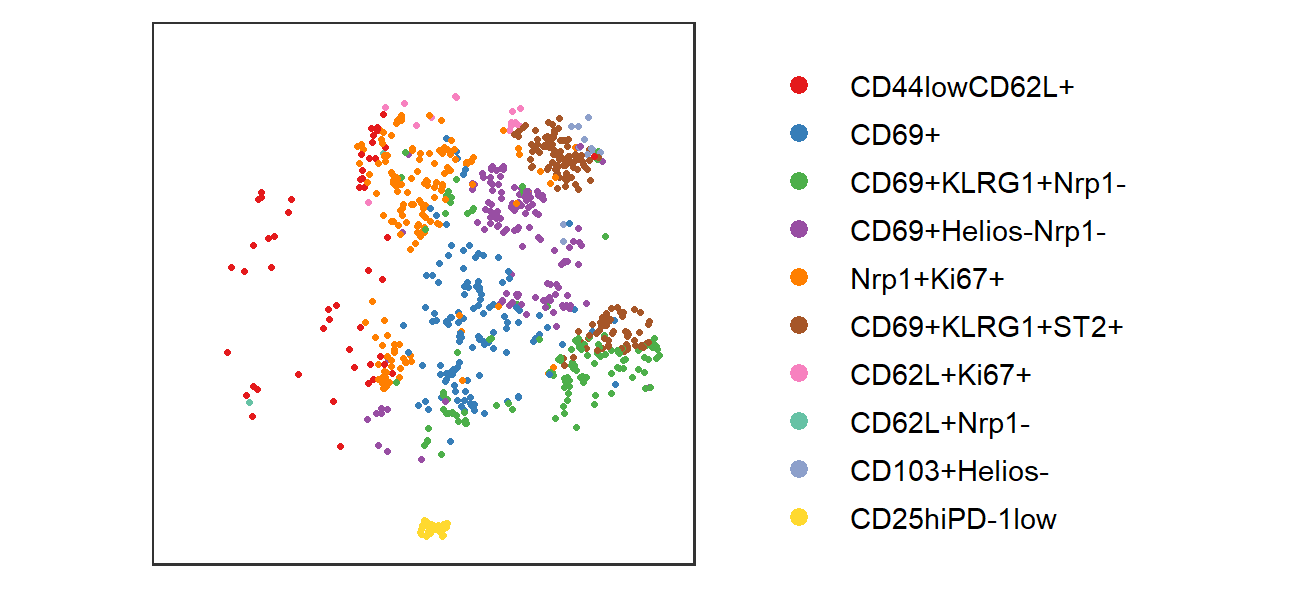 CD44lowCD62L+
CD69+
CD69+KLRG1+Nrp1-
CD69+Helios-Nrp1-
Nrp1+Ki67+
CD69+KLRG1+ST2+
CD62L+Ki67+
CD62L+Nrp1-
CD103+Helios-
CD25hiPD-1low